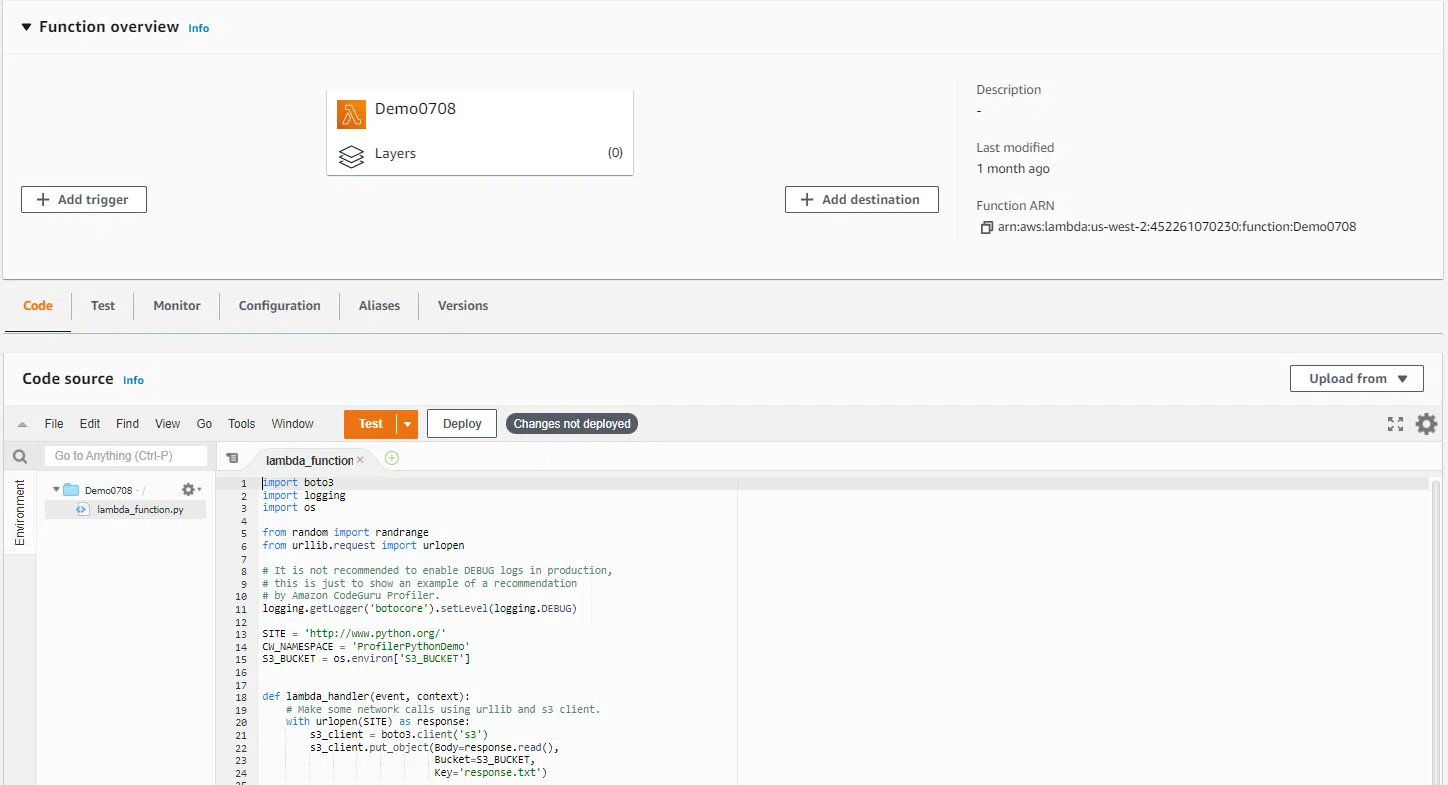 Function overview Info
Demo0708
Layers (0)
Add trigger
Add destination
Description
-
Last modified
1 month ago
Function ARN
arn:aws:lambda:us-west-2:452261070230:function:Demo0708
Code Test Monitor Configuration Aliases Versions
Code source Info
Upload from
File Edit Find View Go Tools Window Test Deploy Changes not deployed
Go to Anything (Ctrl-P)
Environment
Demo0708 - /
lambda_function.py
lambda_function
1 import boto3
2 import logging
3 import os
4
5 from random import randrange
6 from urllib.request import urlopen
7
8 # It is not recommended to enable DEBUG logs in production,
9 # this is just to show an example of a recommendation
10 # by Amazon CodeGuru Profiler.
11 logging.getLogger('botocore').setLevel(logging.DEBUG)
12
13 SITE = 'http://www.python.org/'
14 CW_NAMESPACE = 'ProfilerPythonDemo'
15 S3_BUCKET = os.environ['S3_BUCKET']
16
17
18 def lambda_handler(event, context):
19 # Make some network calls using urllib and s3 client.
20 with urlopen(SITE) as response:
21 s3_client = boto3.client('s3')
22 s3_client.put_object(Body=response.read(),
23 Bucket=S3_BUCKET,
24 Key='response.txt')